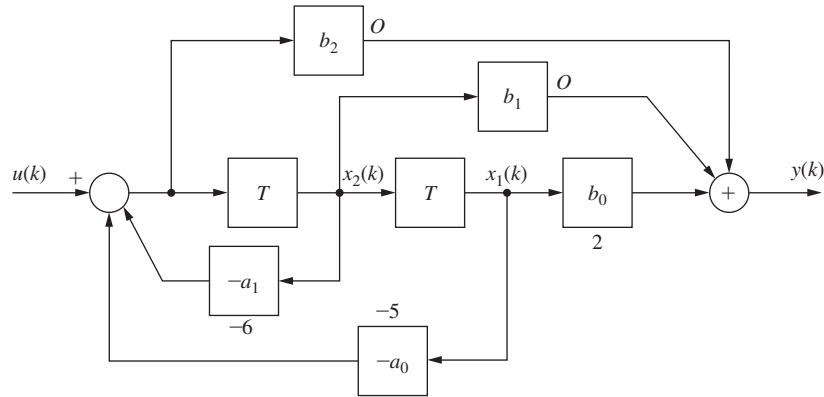 b₂ O
b₁ O
u(k) + T x₂(k) T x₁(k) b₀ + y(k)
2
−a₁
−6
−5
−a₀